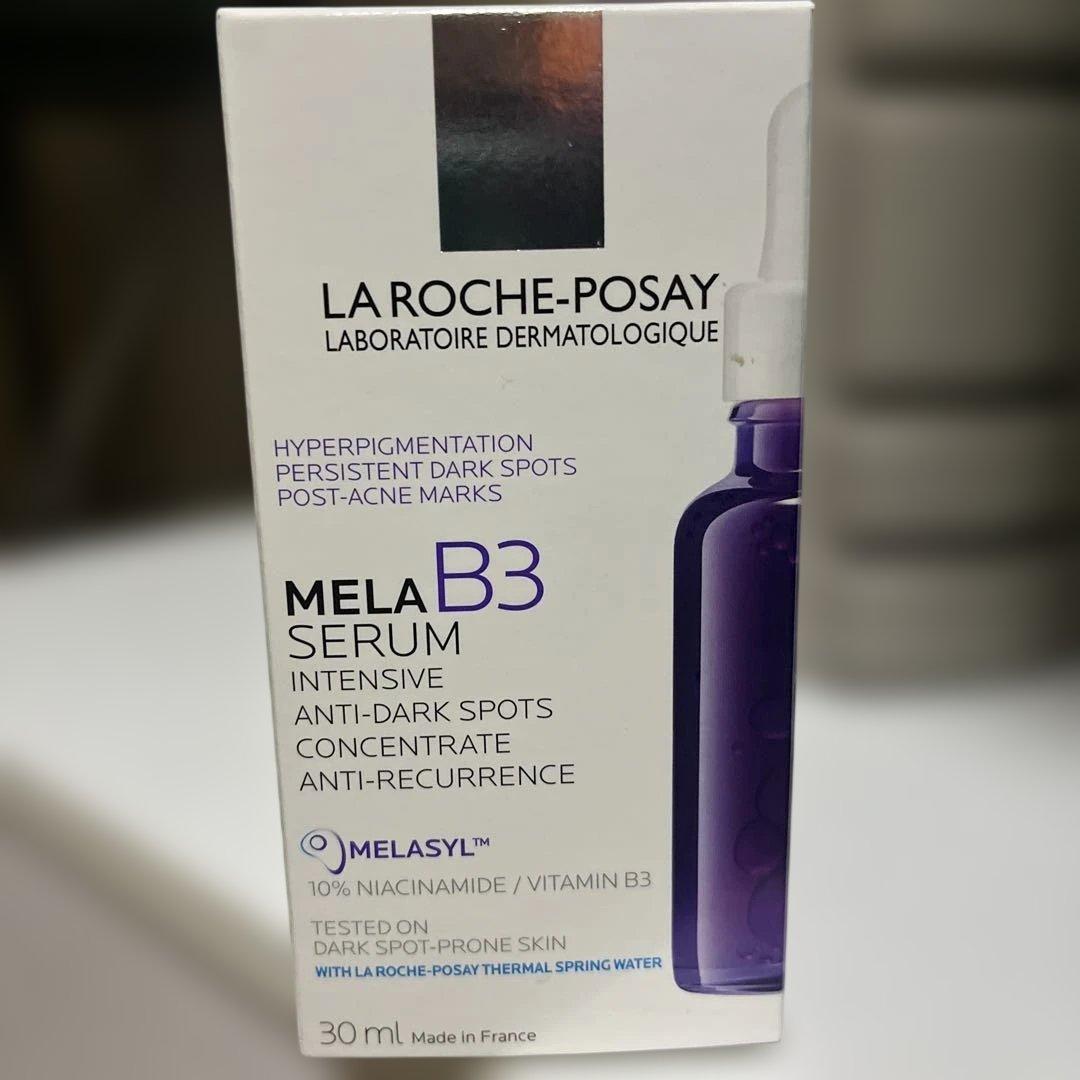 LA ROCHE-POSAY
LABORATOIRE DERMATOLOGIQUE
HYPERPIGMENTATION
PERSISTENT DARK SPOTS
POST-ACNE MARKS
MELA B3
SERUM
INTENSIVE
ANTI-DARK SPOTS
CONCENTRATE
ANTI-RECURRENCE
MELASYL™
10% NIACINAMIDE / VITAMIN B3
TESTED ON
DARK SPOT-PRONE SKIN
WITH LA ROCHE-POSAY THERMAL SPRING WATER
30 ml Made in France